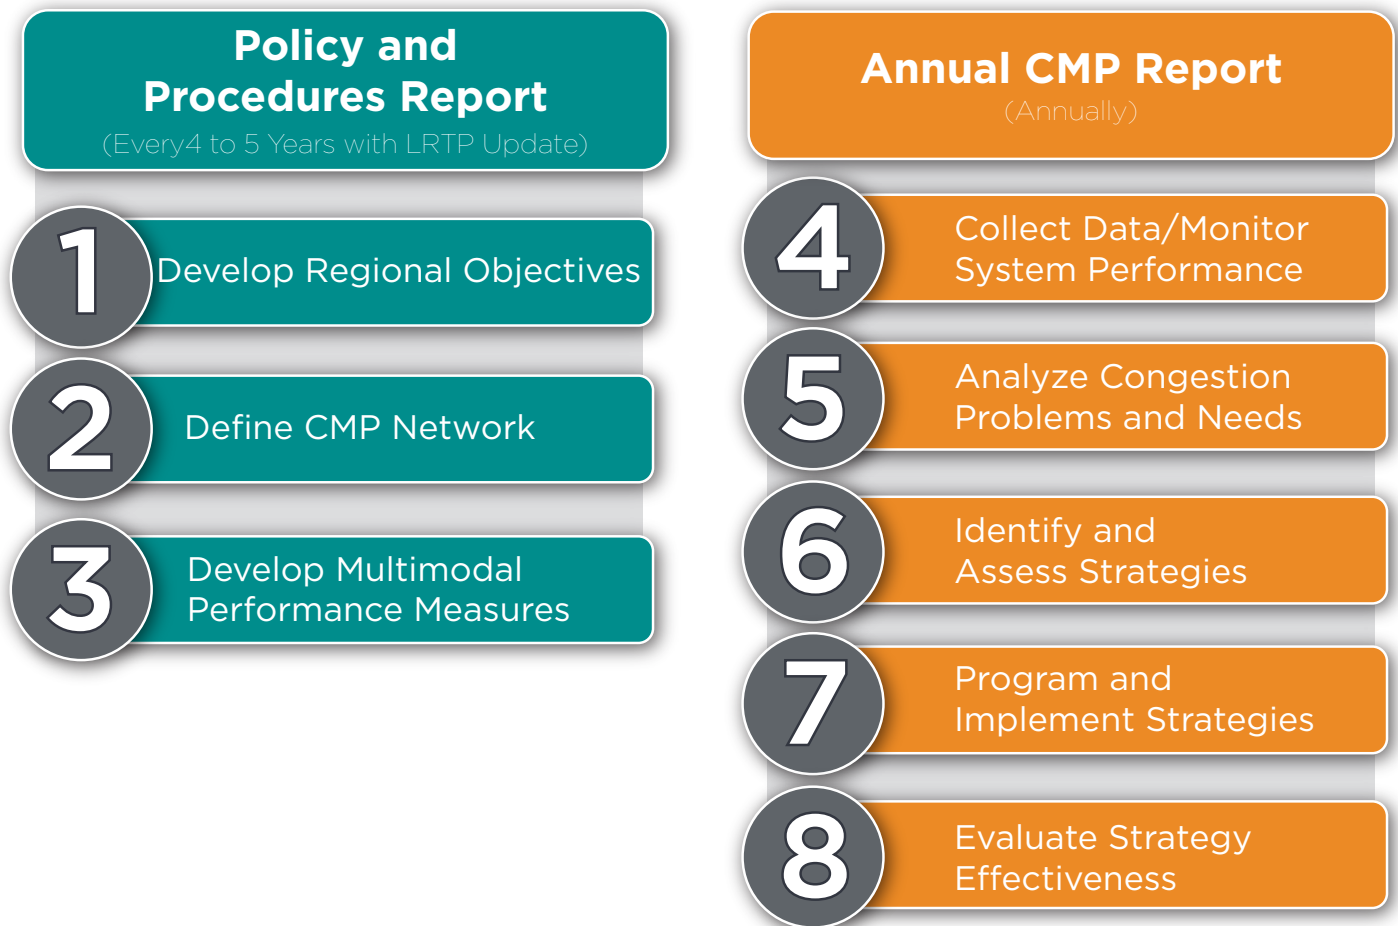 Policy and
Procedures Report
(Every4 to 5 Years with LRTP Update)
1
Develop Regional Objectives
2
Define CMP Network
3
Develop Multimodal
Performance Measures
Annual CMP Report
(Annually)
4
Collect Data/Monitor
System Performance
5
Analyze Congestion
Problems and Needs
6
Identify and
Assess Strategies
7
Program and
Implement Strategies
8
Evaluate Strategy
Effectiveness